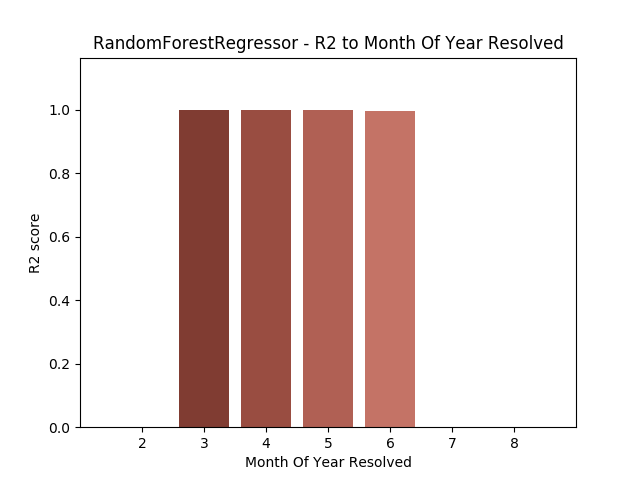 RandomForestRegressor - R2 to Month Of Year Resolved
1.0
0.8
0.6
0.4
0.2
0.0
R2 score
2 3 4 5 6 7 8
Month Of Year Resolved